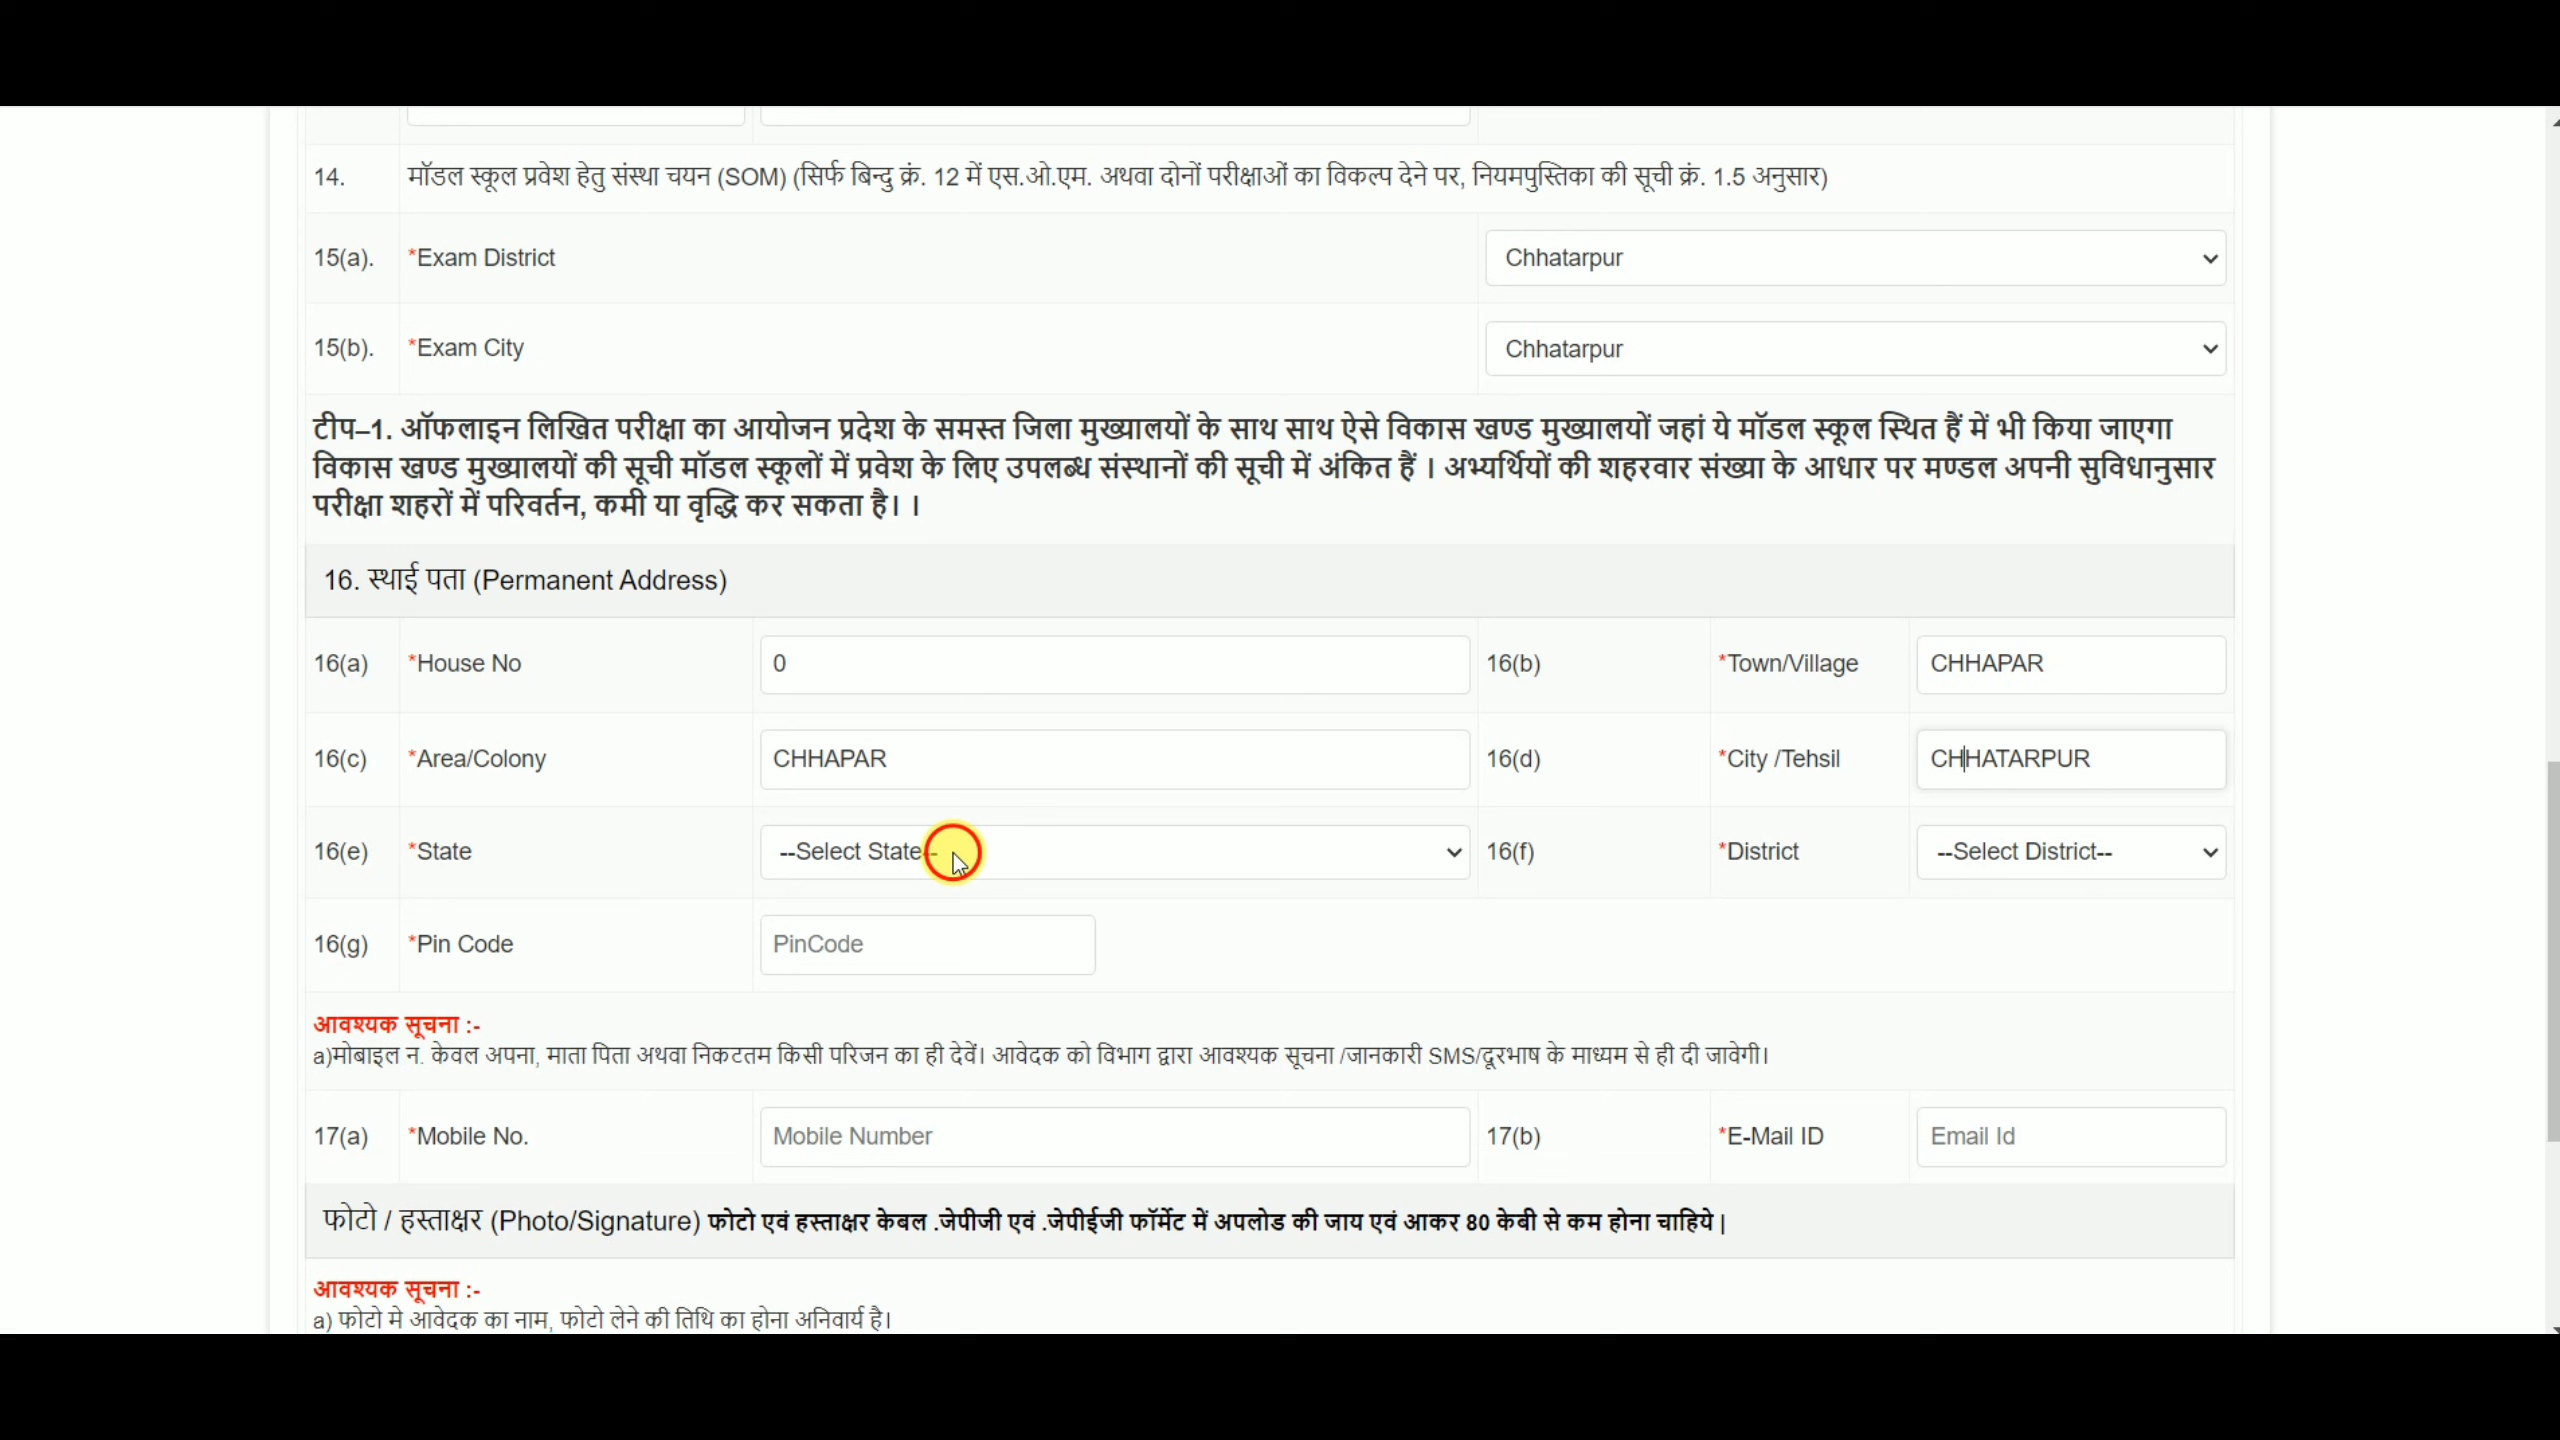 14. मॉडल स्कूल प्रवेश हेतु संस्था चयन (SOM) (सिर्फ बिन्दु क्रं. 12 में एस.ओ.एम. अथवा दोनों परीक्षाओं का विकल्प देने पर, नियमपुस्तिका की सूची क्रं. 1.5 अनुसार)
15(a). *Exam District Chhatarpur
15(b). *Exam City Chhatarpur
टीप–1. ऑफलाइन लिखित परीक्षा का आयोजन प्रदेश के समस्त जिला मुख्यालयों के साथ साथ ऐसे विकास खण्ड मुख्यालयों जहां ये मॉडल स्कूल स्थित हैं में भी किया जाएगा
विकास खण्ड मुख्यालयों की सूची मॉडल स्कूलों में प्रवेश के लिए उपलब्ध संस्थानों की सूची में अंकित हैं । अभ्यर्थियों की शहरवार संख्या के आधार पर मण्डल अपनी सुविधानुसार
परीक्षा शहरों में परिवर्तन, कमी या वृद्धि कर सकता है। ।
16. स्थाई पता (Permanent Address)
16(a) *House No 0 16(b) *Town/Village CHHAPAR
16(c) *Area/Colony CHHAPAR 16(d) *City /Tehsil CHHATARPUR
16(e) *State --Select State-- 16(f) *District --Select District--
16(g) *Pin Code PinCode
आवश्यक सूचना :-
a)मोबाइल न. केवल अपना, माता पिता अथवा निकटतम किसी परिजन का ही देवें। आवेदक को विभाग द्वारा आवश्यक सूचना /जानकारी SMS/दूरभाष के माध्यम से ही दी जावेगी।
17(a) *Mobile No. Mobile Number 17(b) *E-Mail ID Email Id
फोटो / हस्ताक्षर (Photo/Signature) फोटो एवं हस्ताक्षर केबल .जेपीजी एवं .जेपीईजी फॉर्मेट में अपलोड की जाय एवं आकर 80 केबी से कम होना चाहिये |
आवश्यक सूचना :-
a) फोटो मे आवेदक का नाम, फोटो लेने की तिथि का होना अनिवार्य है।